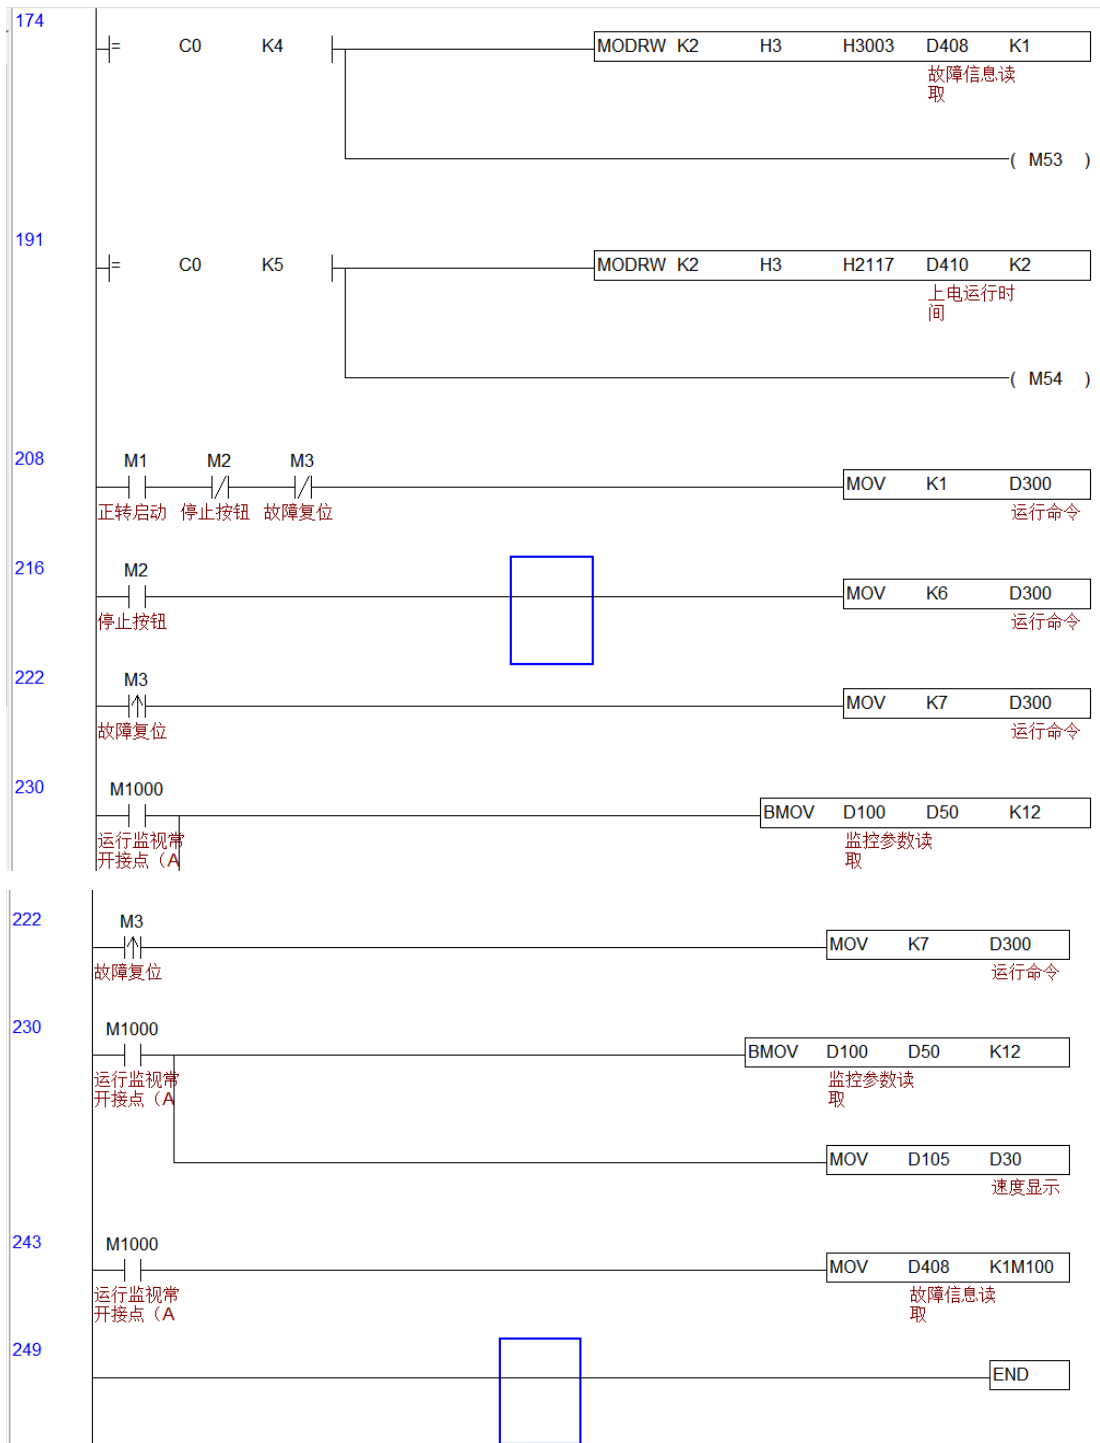 174
= C0 K4
MODRW K2 H3 H3003 D408 K1
故障信息读
取
( M53 )
191
= C0 K5
MODRW K2 H3 H2117 D410 K2
上电运行时
间
( M54 )
208
M1 M2 M3
MOV K1 D300
正转启动 停止按钮 故障复位 运行命令
216
M2
MOV K6 D300
停止按钮 运行命令
222
M3
MOV K7 D300
故障复位 运行命令
230
M1000
BMOV D100 D50 K12
运行监视常 监控参数读
开接点（A 取
222
M3
MOV K7 D300
故障复位 运行命令
230
M1000
BMOV D100 D50 K12
运行监视常 监控参数读
开接点（A 取
MOV D105 D30
速度显示
243
M1000
MOV D408 K1M100
运行监视常 故障信息读
开接点（A 取
249
END